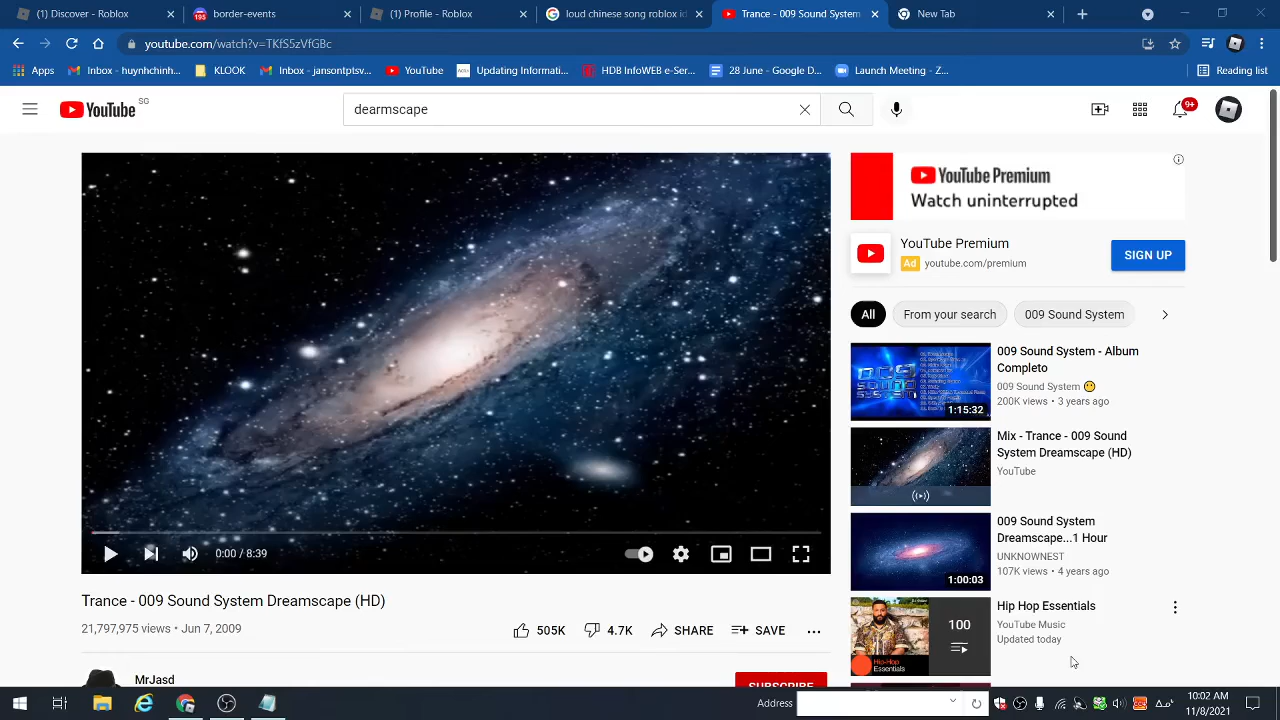 (1) Discover - Roblox
195
border-events
(1) Profile - Roblox
loud chinese song roblox id
Trance - 009 Sound System
New Tab
youtube.com/watch?v=TKfS5zVfGBc
Apps
Inbox - huynhchinh...
KLOOK
Inbox - jansontptsv...
YouTube
Updating Informati...
HDB InfoWEB e-Ser...
28 June - Google D...
Launch Meeting - Z...
Reading list
YouTube
SG
dearmscape
9+
YouTube Premium
Watch uninterrupted
YouTube Premium
Ad youtube.com/premium
SIGN UP
All
From your search
009 Sound System
009 Sound System - Album
Completo
009 Sound System
200K views • 3 years ago
1:15:32
Mix - Trance - 009 Sound
System Dreamscape (HD)
YouTube
009 Sound System
Dreamscape...1 Hour
UNKNOWNEST
107K views • 4 years ago
1:00:03
Hip Hop Essentials
YouTube Music
Updated today
100
Hip-Hop
Essentials
0:00 / 8:39
Trance - 009 Sound System Dreamscape (HD)
21,797,975 views • Jun 7, 2009
505K
4.7K
SHARE
SAVE
MrJasd
SUBSCRIBE
Address
10:02 AM
11/8/2021